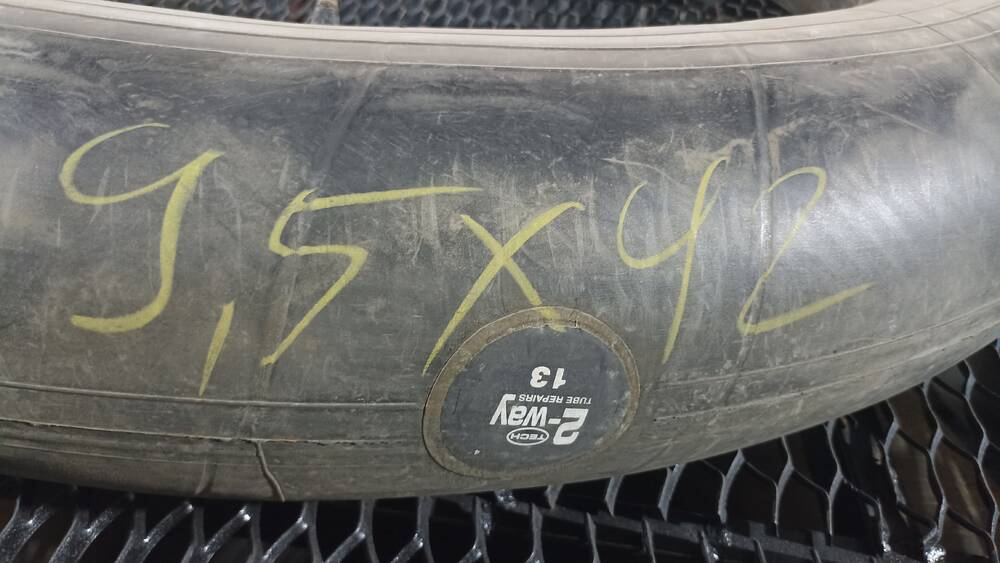 9,5x42
TECH
2-way
TUBE REPAIRS
13